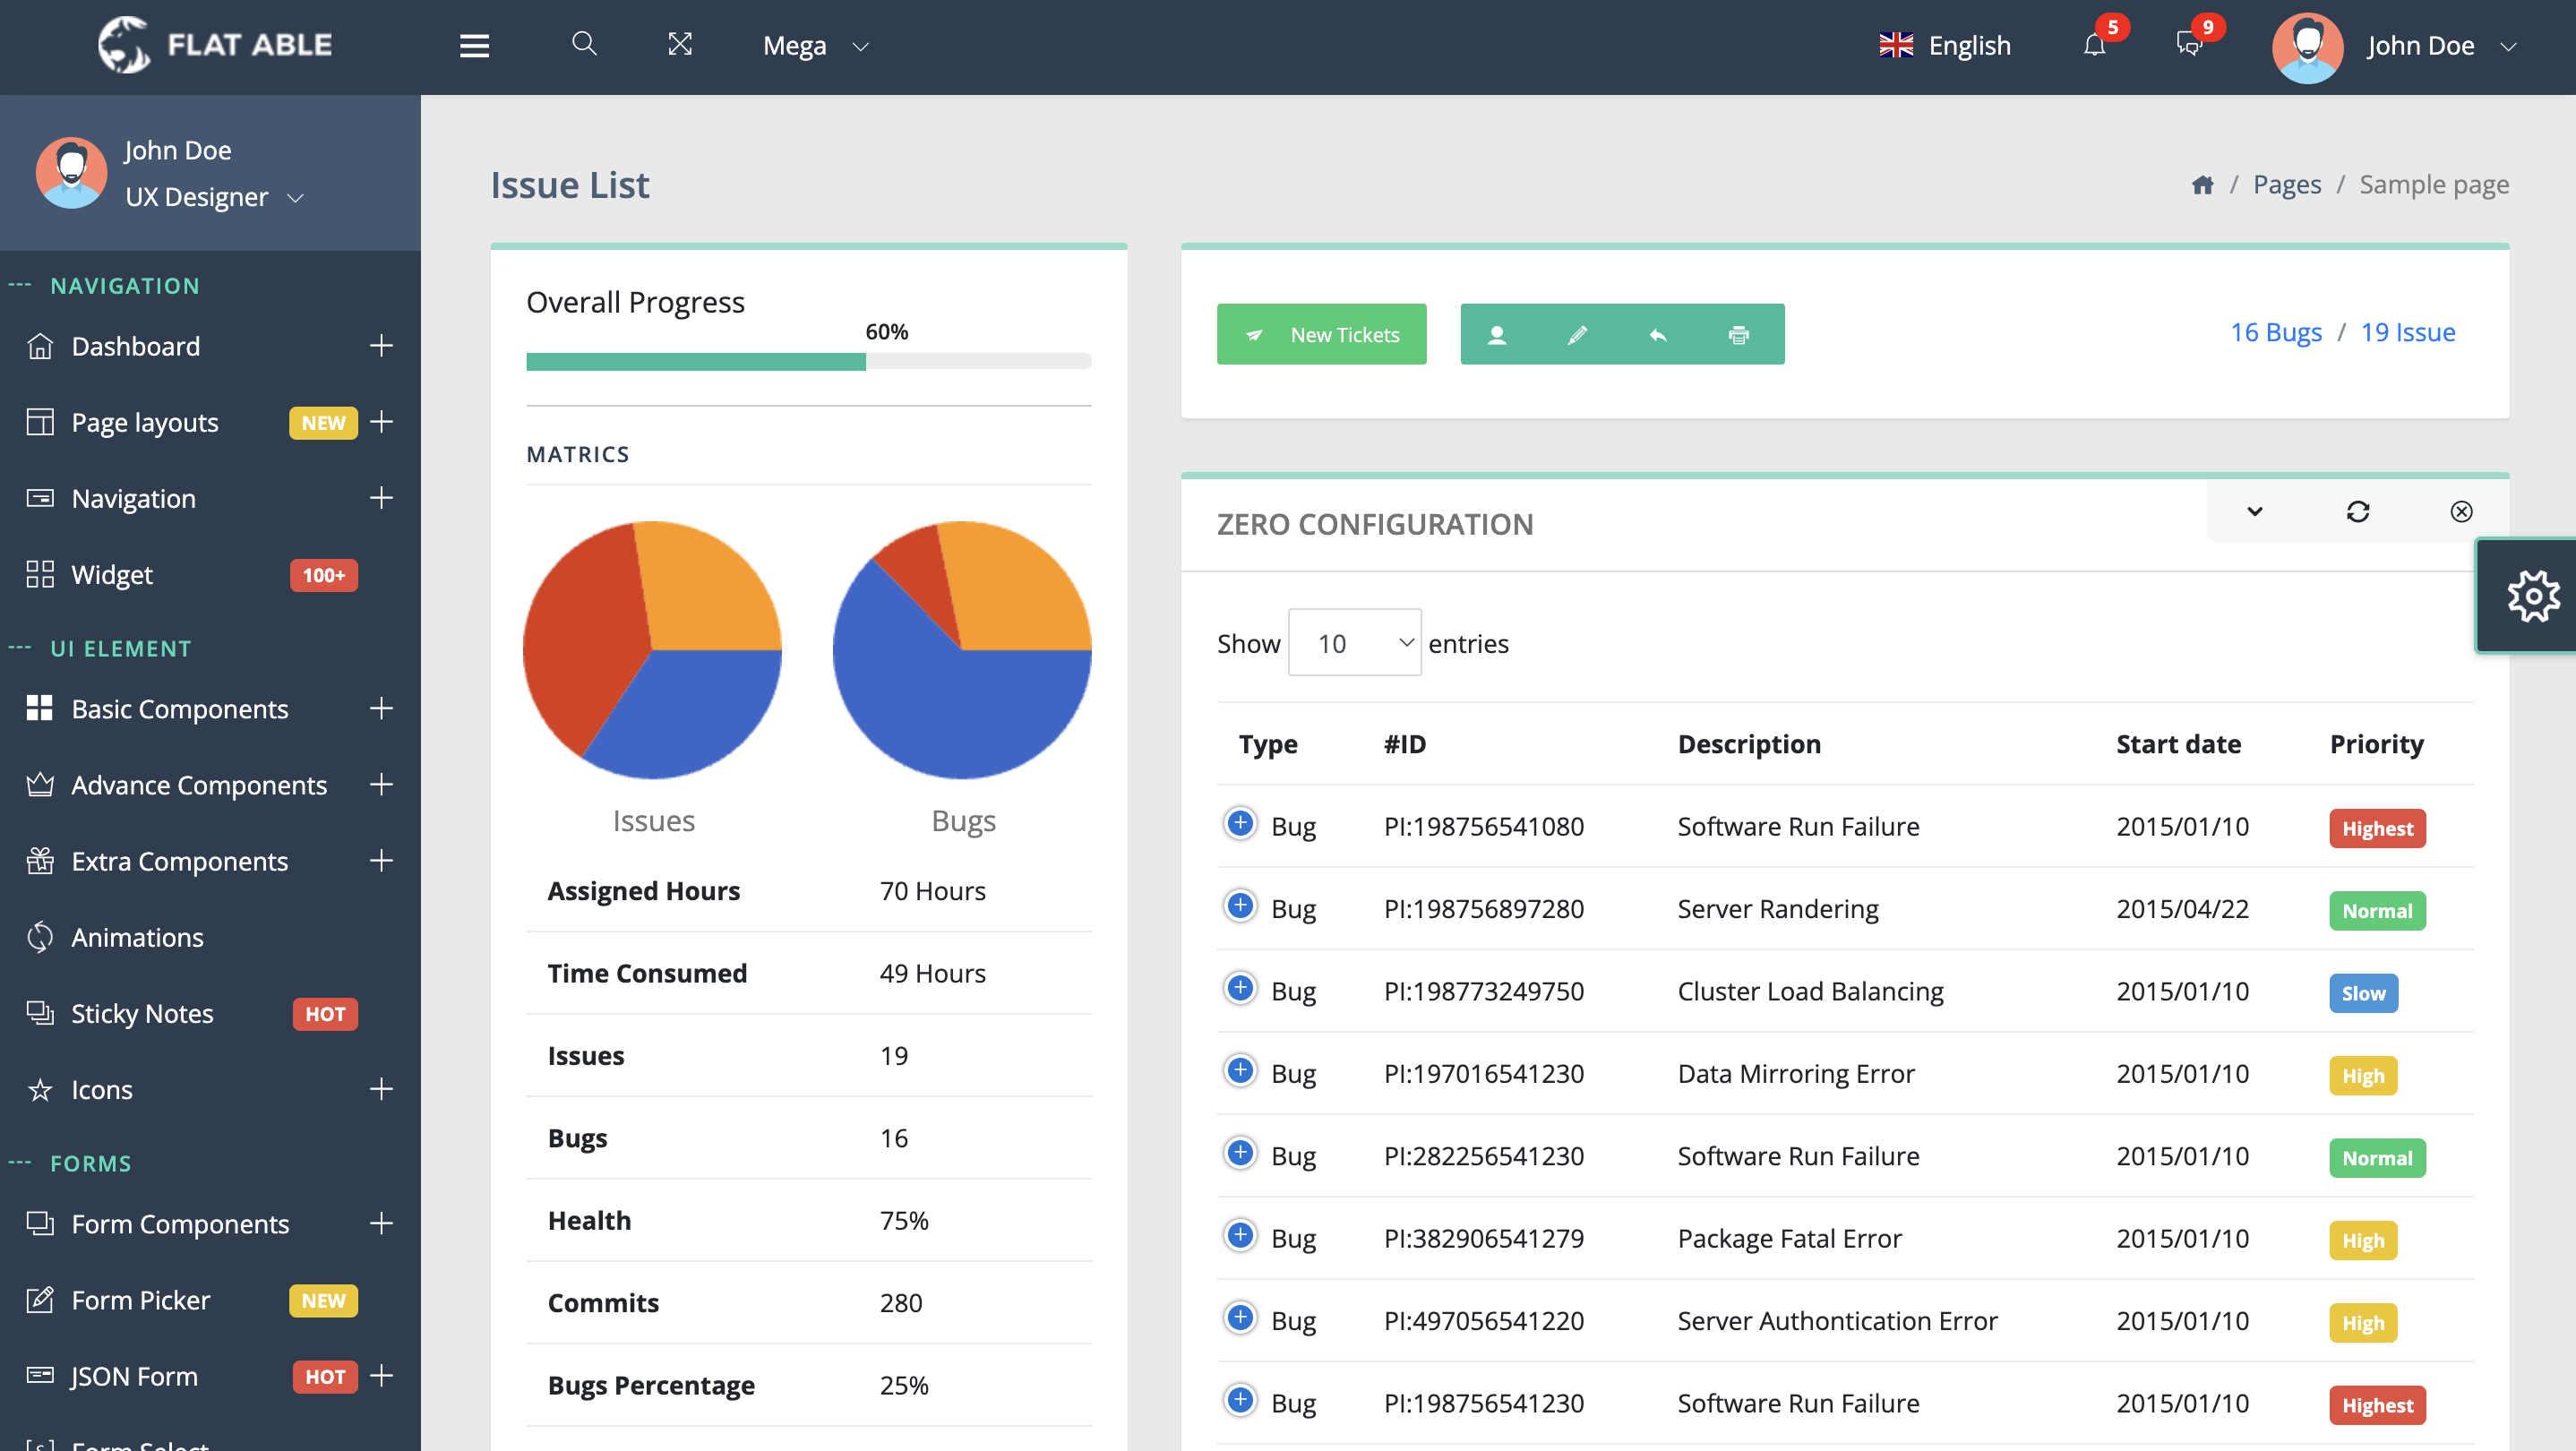 FLAT ABLE
Mega
English
5
9
John Doe
John Doe
UX Designer
--- NAVIGATION
Dashboard
Page layouts NEW
Navigation
Widget 100+
--- UI ELEMENT
Basic Components
Advance Components
Extra Components
Animations
Sticky Notes HOT
Icons
--- FORMS
Form Components
Form Picker NEW
JSON Form HOT
Form Select
Issue List
/ Pages / Sample page
Overall Progress
60%
MATRICS
Issues
Bugs
Assigned Hours 70 Hours
Time Consumed 49 Hours
Issues 19
Bugs 16
Health 75%
Commits 280
Bugs Percentage 25%
New Tickets
16 Bugs / 19 Issue
ZERO CONFIGURATION
Show 10 entries
Type #ID Description Start date Priority
Bug PI:198756541080 Software Run Failure 2015/01/10 Highest
Bug PI:198756897280 Server Randering 2015/04/22 Normal
Bug PI:198773249750 Cluster Load Balancing 2015/01/10 Slow
Bug PI:197016541230 Data Mirroring Error 2015/01/10 High
Bug PI:282256541230 Software Run Failure 2015/01/10 Normal
Bug PI:382906541279 Package Fatal Error 2015/01/10 High
Bug PI:497056541220 Server Authontication Error 2015/01/10 High
Bug PI:198756541230 Software Run Failure 2015/01/10 Highest